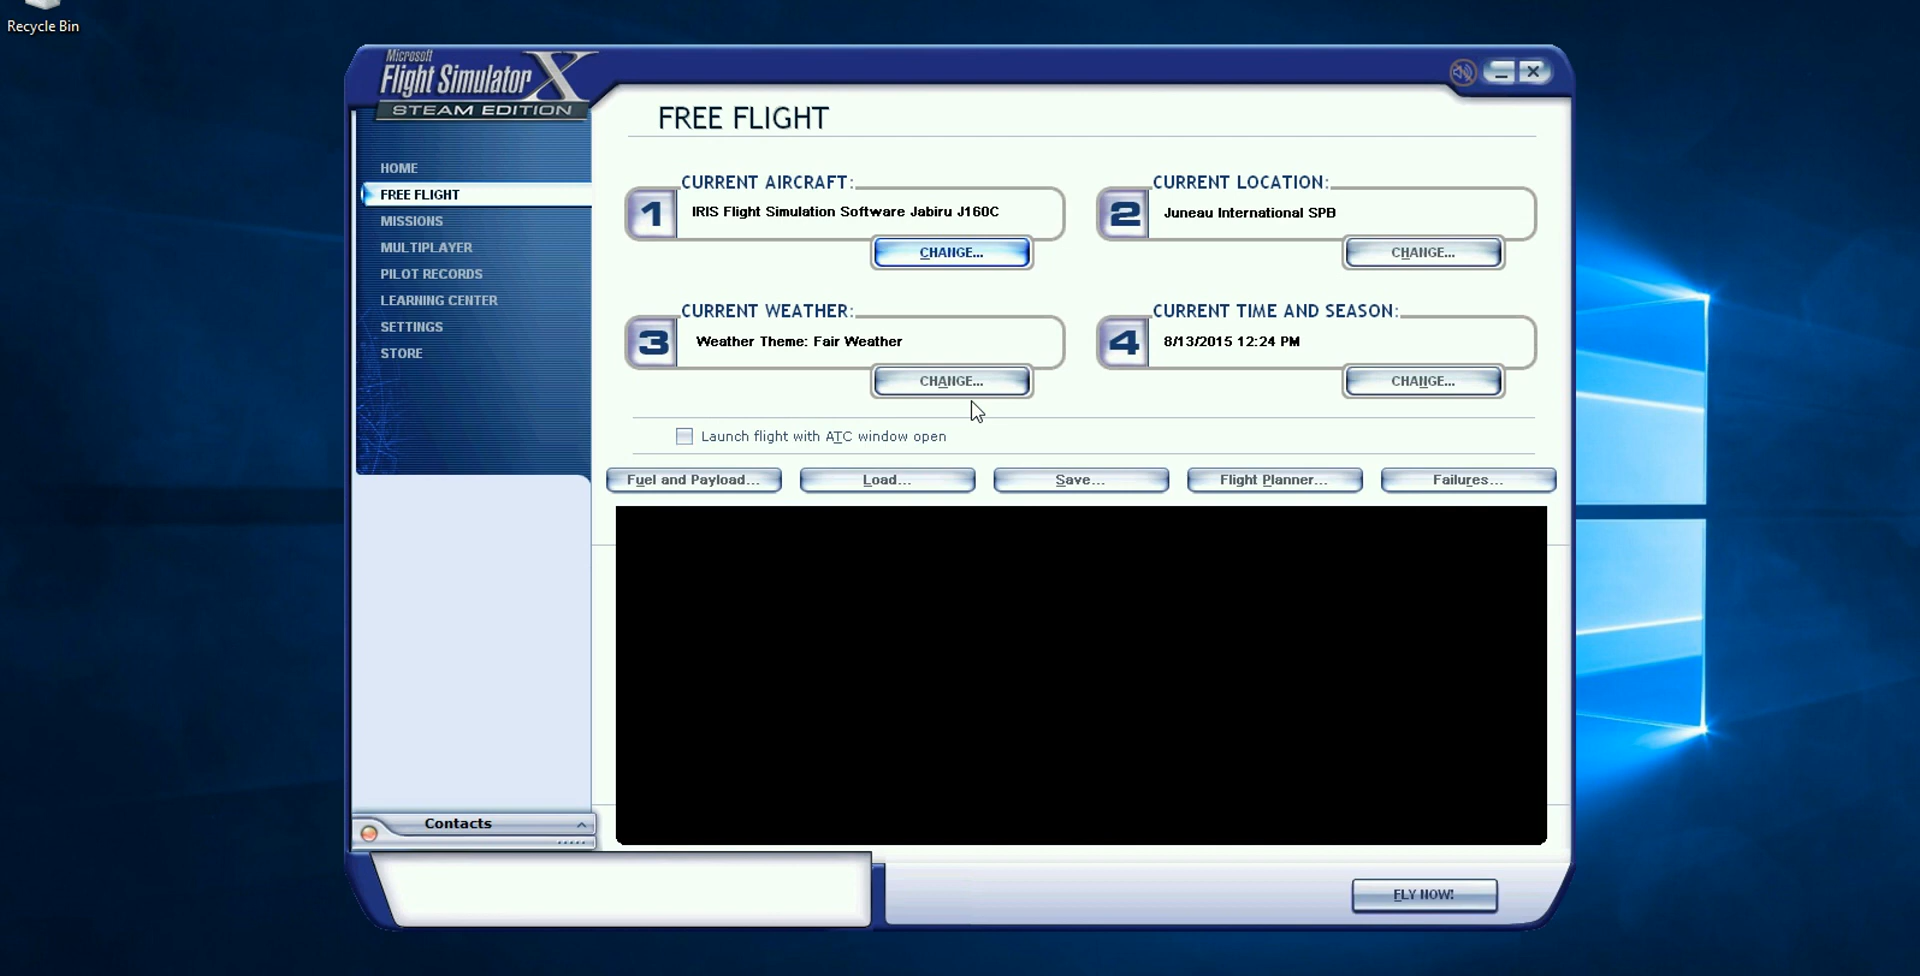 Recycle Bin
Microsoft
Flight Simulator X
STEAM EDITION
HOME
FREE FLIGHT
MISSIONS
MULTIPLAYER
PILOT RECORDS
LEARNING CENTER
SETTINGS
STORE
FREE FLIGHT
CURRENT AIRCRAFT:
1
IRIS Flight Simulation Software Jabiru J160C
CHANGE...
CURRENT LOCATION:
2
Juneau International SPB
CHANGE...
CURRENT WEATHER:
3
Weather Theme: Fair Weather
CHANGE...
CURRENT TIME AND SEASON:
4
8/13/2015 12:24 PM
CHANGE...
Launch flight with ATC window open
Fuel and Payload...
Load...
Save...
Flight Planner...
Failures...
Contacts
FLY NOW!